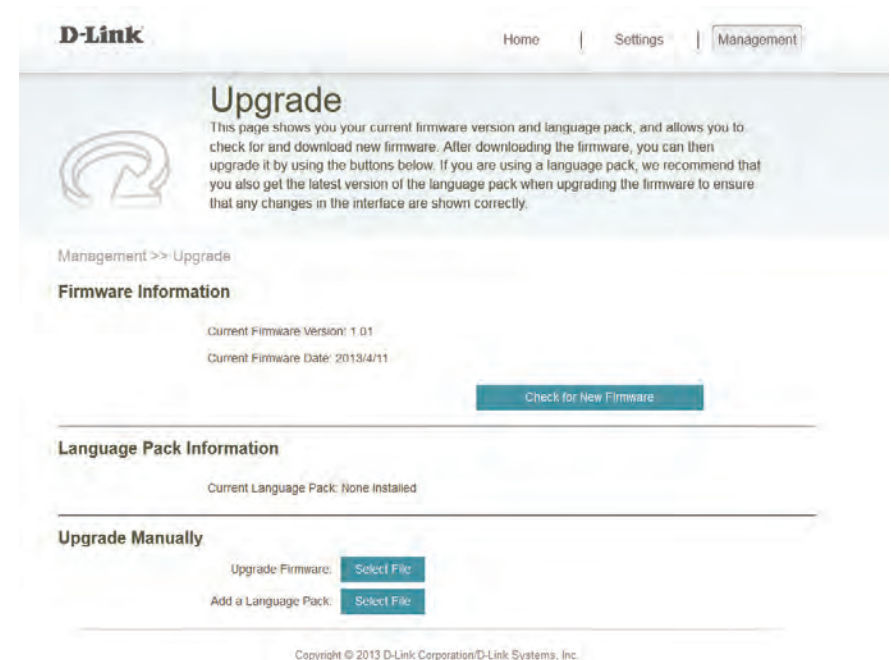 D-Link
Home | Settings | Management
Upgrade
This page shows you your current firmware version and language pack, and allows you to
check for and download new firmware. After downloading the firmware, you can then
upgrade it by using the buttons below. If you are using a language pack, we recommend that
you also get the latest version of the language pack when upgrading the firmware to ensure
that any changes in the interface are shown correctly.
Management >> Upgrade
Firmware Information
Current Firmware Version: 1.01
Current Firmware Date: 2013/4/11
Check for New Firmware
Language Pack Information
Current Language Pack: None installed
Upgrade Manually
Upgrade Firmware: Select File
Add a Language Pack: Select File
Copyright © 2013 D-Link Corporation/D-Link Systems, Inc.